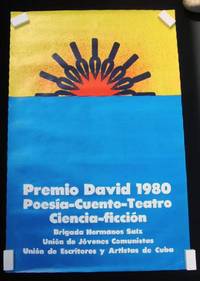 Premio David 1980
Poesía-Cuento-Teatro
Ciencia-ficción
Brigada Hermanos Saíz
Unión de Jóvenes Comunistas
Unión de Escritores y Artistas de Cuba